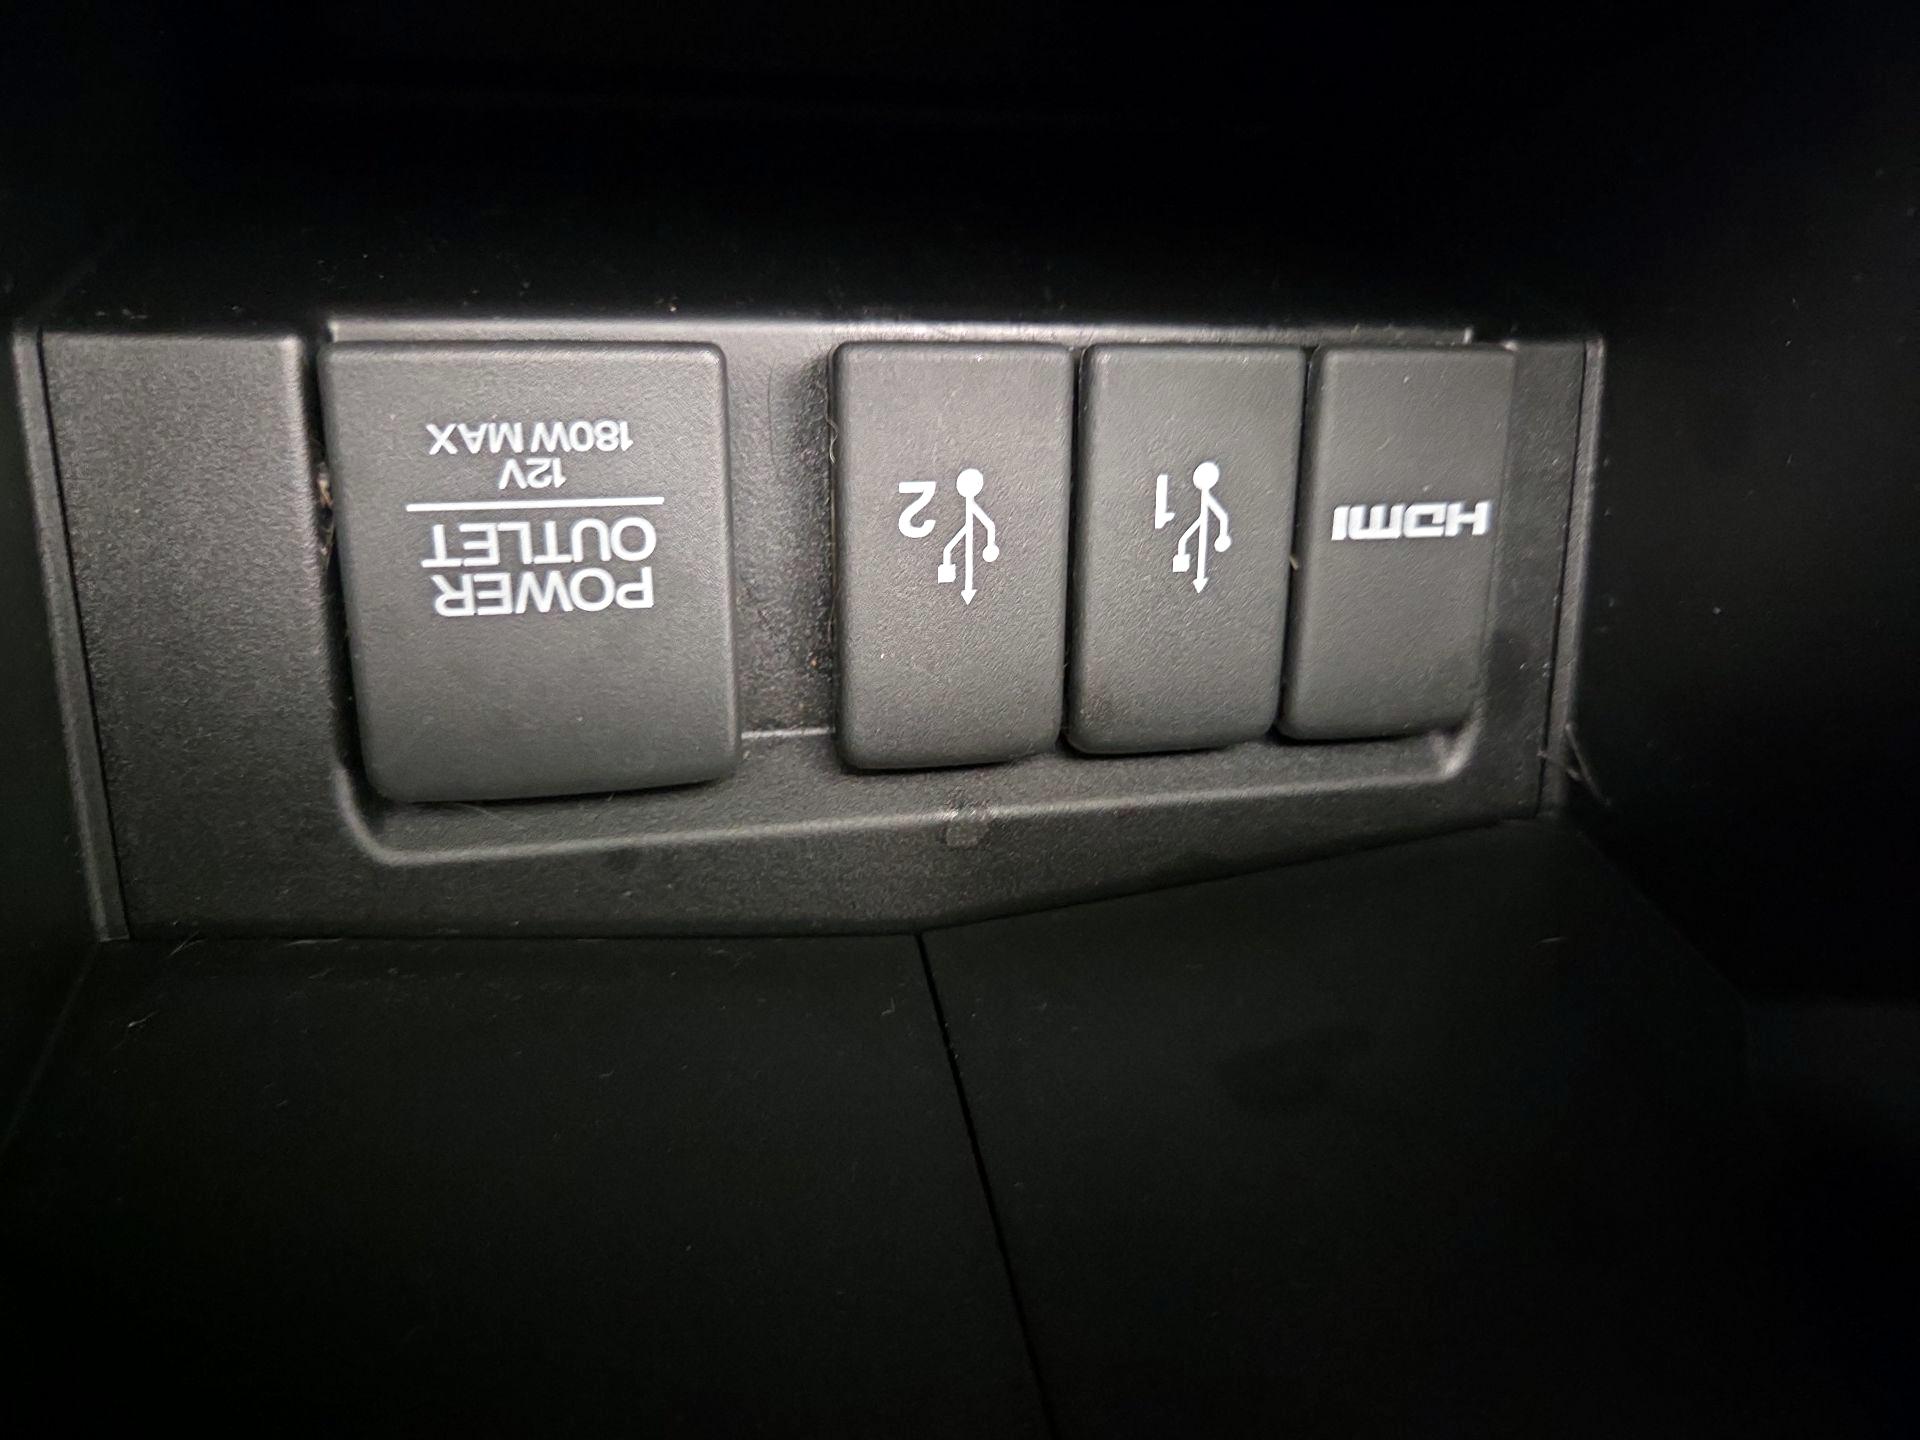 HDMI
1
2
POWER
OUTLET
12V
180W MAX